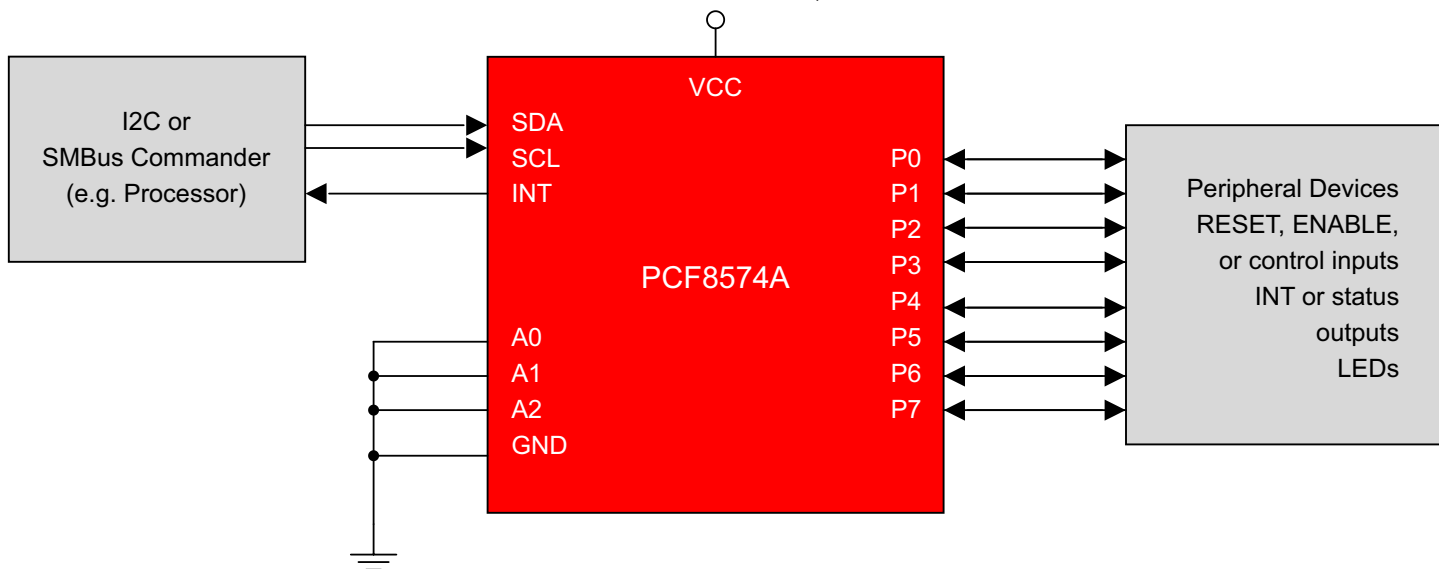 I2C or
SMBus Commander
(e.g. Processor)
VCC
SDA
SCL
INT
PCF8574A
A0
A1
A2
GND
P0
P1
P2
P3
P4
P5
P6
P7
Peripheral Devices
RESET, ENABLE,
or control inputs
INT or status
outputs
LEDs